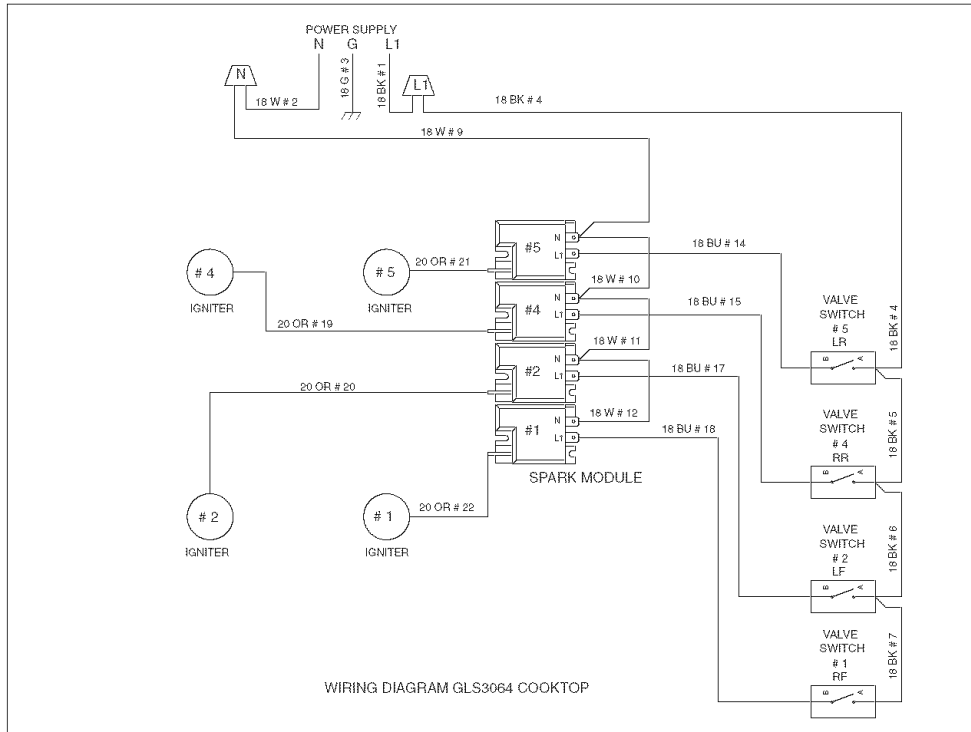 POWER SUPPLY
N G L1
N
L1
18 W # 2
18 G # 3
18 BK # 1
18 BK # 4
18 W # 9
#5
N
L1
18 BU # 14
# 4
IGNITER
# 5
IGNITER
20 OR # 21
18 W # 10
#4
N
L1
18 BU # 15
20 OR # 19
VALVE
SWITCH
# 5
LR
18 BK # 4
B A
18 W # 11
#2
N
L1
18 BU # 17
20 OR # 20
18 W # 12
#1
N
L1
18 BU # 18
SPARK MODULE
VALVE
SWITCH
# 4
RR
18 BK #5
B A
# 2
IGNITER
# 1
IGNITER
20 OR # 22
VALVE
SWITCH
# 2
LF
18 BK #6
B A
VALVE
SWITCH
# 1
RF
18 BK #7
B A
WIRING DIAGRAM GLS3064 COOKTOP